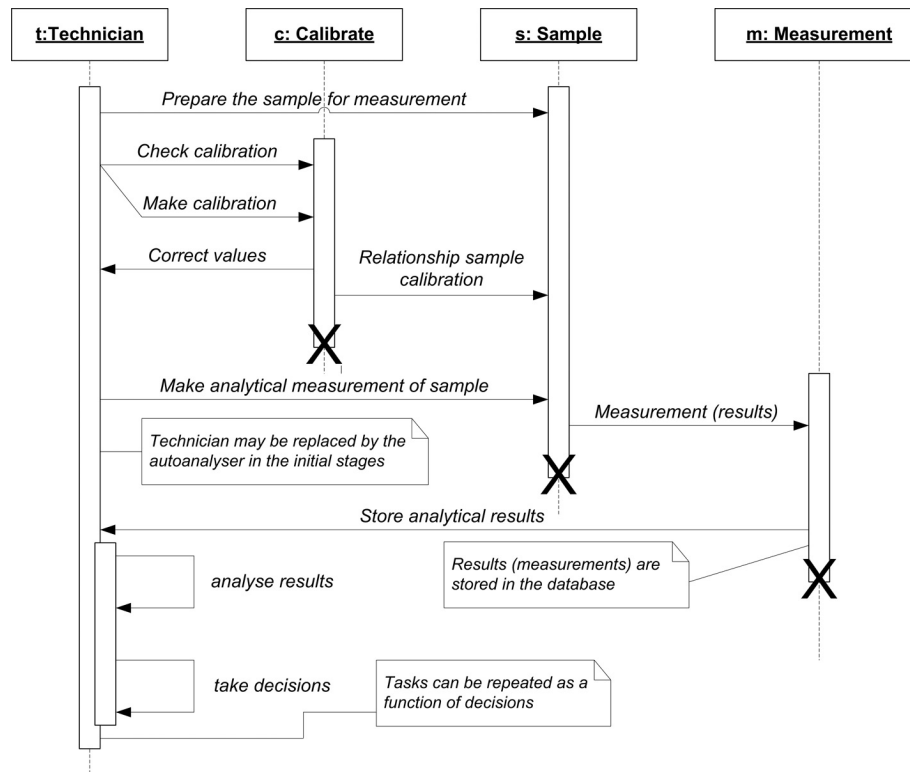 t:Technician
c: Calibrate
s: Sample
m: Measurement
Prepare the sample for measurement
Check calibration
Make calibration
Correct values
Relationship sample
calibration
Make analytical measurement of sample
Measurement (results)
Technician may be replaced by the
autoanalyser in the initial stages
Store analytical results
Results (measurements) are
stored in the database
analyse results
take decisions
Tasks can be repeated as a
function of decisions